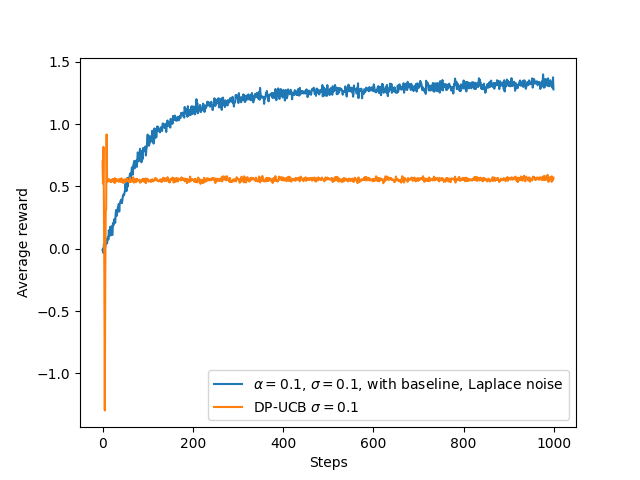 1.5
1.0
0.5
0.0
−0.5
−1.0
Average reward
α = 0.1, σ = 0.1, with baseline, Laplace noise
DP-UCB σ = 0.1
0 200 400 600 800 1000
Steps